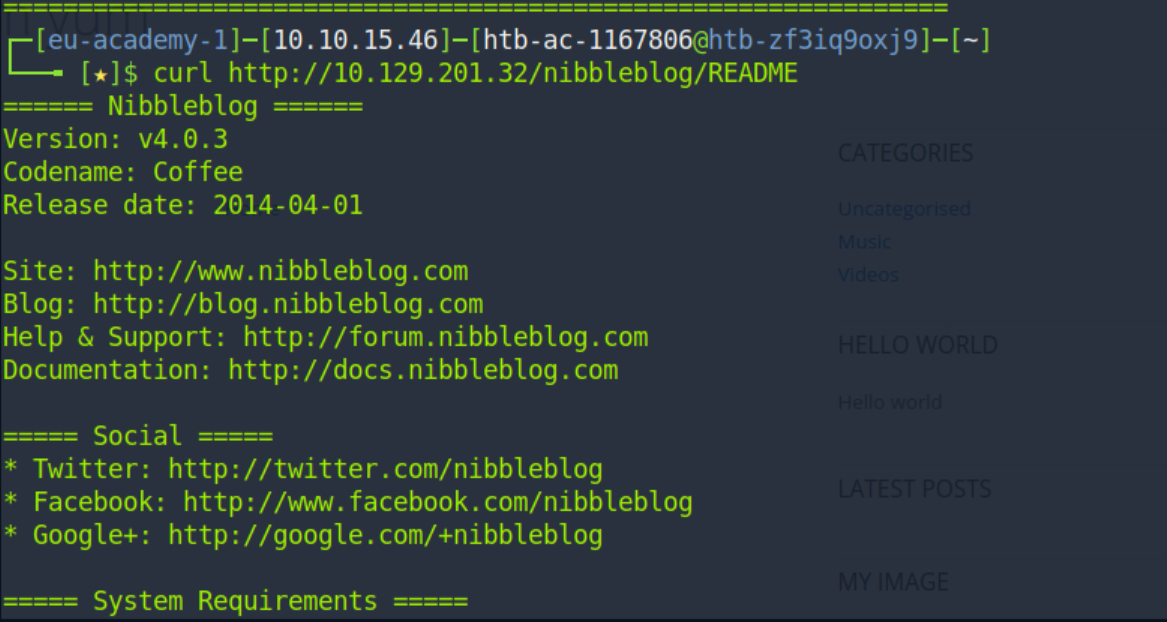 ============================================================
┌─[eu-academy-1]─[10.10.15.46]─[htb-ac-1167806@htb-zf3iq9oxj9]─[~]
└──╼ [★]$ curl http://10.129.201.32/nibbleblog/README
====== Nibbleblog ======
Version: v4.0.3
Codename: Coffee
Release date: 2014-04-01
Site: http://www.nibbleblog.com
Blog: http://blog.nibbleblog.com
Help & Support: http://forum.nibbleblog.com
Documentation: http://docs.nibbleblog.com
===== Social =====
* Twitter: http://twitter.com/nibbleblog
* Facebook: http://www.facebook.com/nibbleblog
* Google+: http://google.com/+nibbleblog
===== System Requirements =====
CATEGORIES
Uncategorised
Music
Videos
HELLO WORLD
Hello world
LATEST POSTS
MY IMAGE